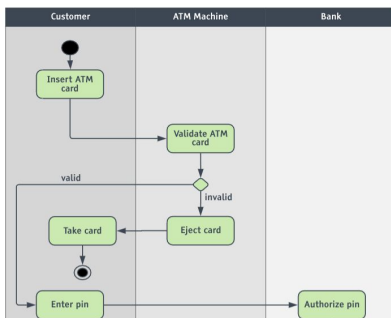 Customer
ATM Machine
Bank
Insert ATM
card
Validate ATM
card
valid
invalid
Take card
Eject card
Enter pin
Authorize pin